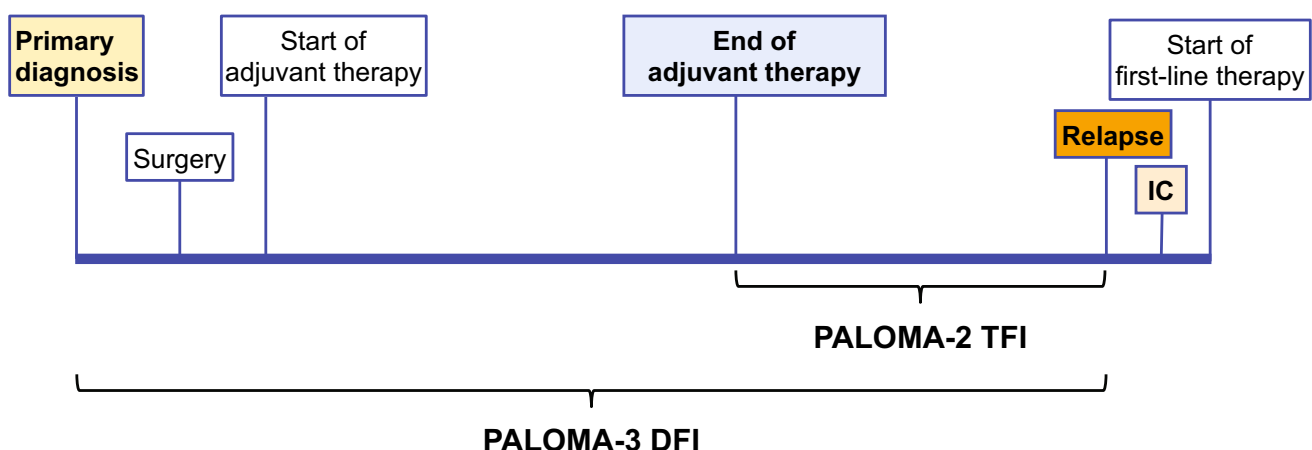 Primary
diagnosis
Start of
adjuvant therapy
End of
adjuvant therapy
Start of
first-line therapy
Surgery
Relapse
IC
PALOMA-2 TFI
PALOMA-3 DFI